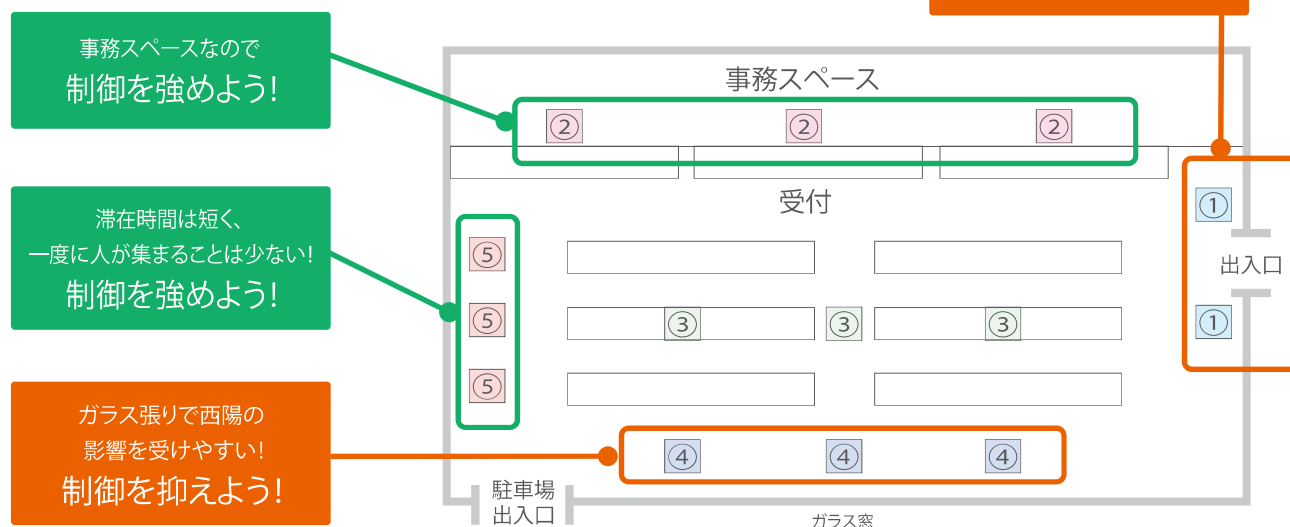 事務スペースなので
制御を強めよう!
滞在時間は短く、
一度に人が集まることは少ない!
制御を強めよう!
ガラス張りで西陽の
影響を受けやすい!
制御を抑えよう!
事務スペース
② ② ②
受付
①
⑤
出入口
⑤ ③ ③ ③ ①
⑤
④ ④ ④
駐車場
出入口
ガラス窓